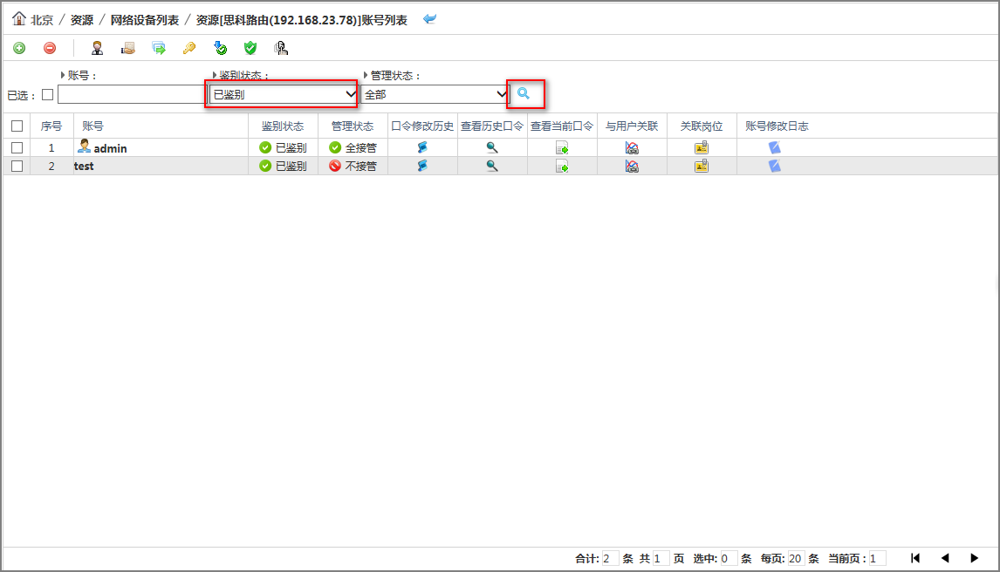 北京 / 资源 / 网络设备列表 / 资源[思科路由(192.168.23.78)]账号列表
账号： 鉴别状态： 管理状态：
已选： 已鉴别 全部
序号 账号 鉴别状态 管理状态 口令修改历史 查看历史口令 查看当前口令 与用户关联 关联岗位 账号修改日志
1 admin 已鉴别 全接管
2 test 已鉴别 不接管
合计: 2 条 共 1 页 选中: 0 条 每页: 20 条 当前页： 1